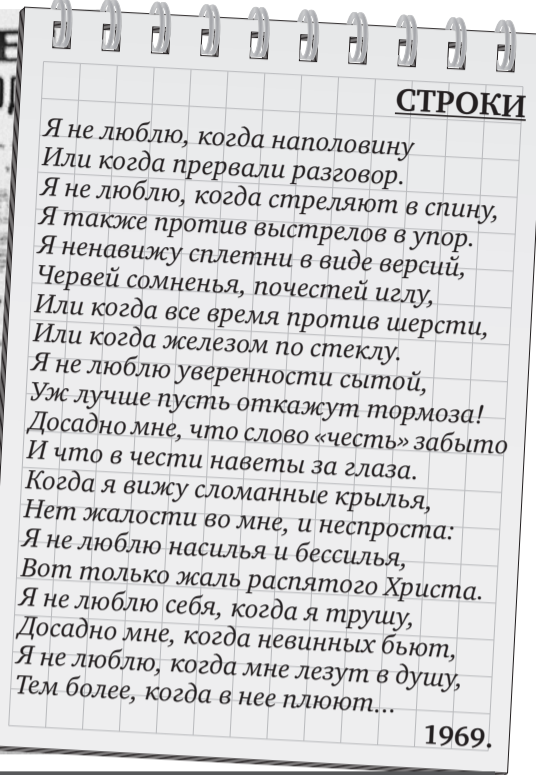 СТРОКИ
Я не люблю, когда наполовину
Или когда прервали разговор.
Я не люблю, когда стреляют в спину,
Я также против выстрелов в упор.
Я ненавижу сплетни в виде версий,
Червей сомненья, почестей иглу,
Или когда все время против шерсти,
Или когда железом по стеклу.
Я не люблю уверенности сытой,
Уж лучше пусть откажут тормоза!
Досадно мне, что слово «честь» забыто
И что в чести наветы за глаза.
Когда я вижу сломанные крылья,
Нет жалости во мне, и неспроста:
Я не люблю насилья и бессилья,
Вот только жаль распятого Христа.
Я не люблю себя, когда я трушу,
Досадно мне, когда невинных бьют,
Я не люблю, когда мне лезут в душу,
Тем более, когда в нее плюют...
1969.